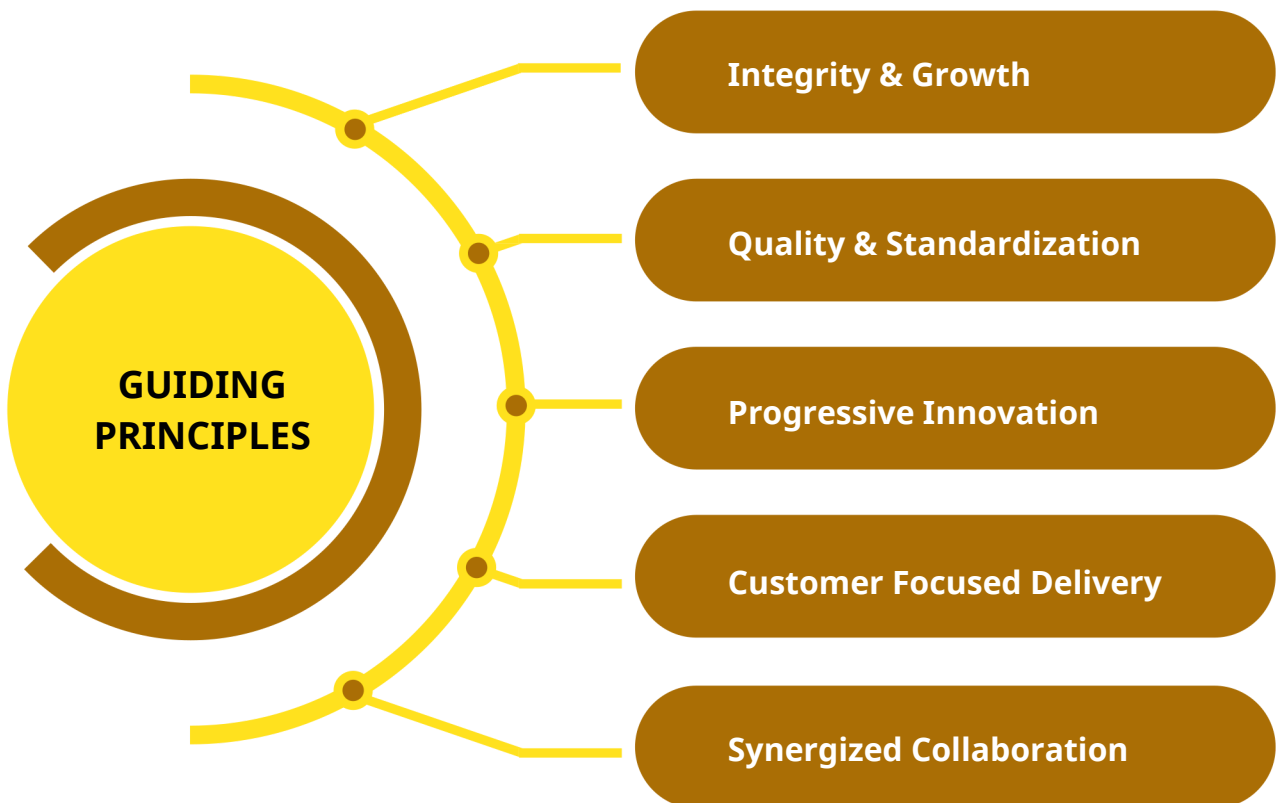 GUIDING
PRINCIPLES
Integrity & Growth
Quality & Standardization
Progressive Innovation
Customer Focused Delivery
Synergized Collaboration